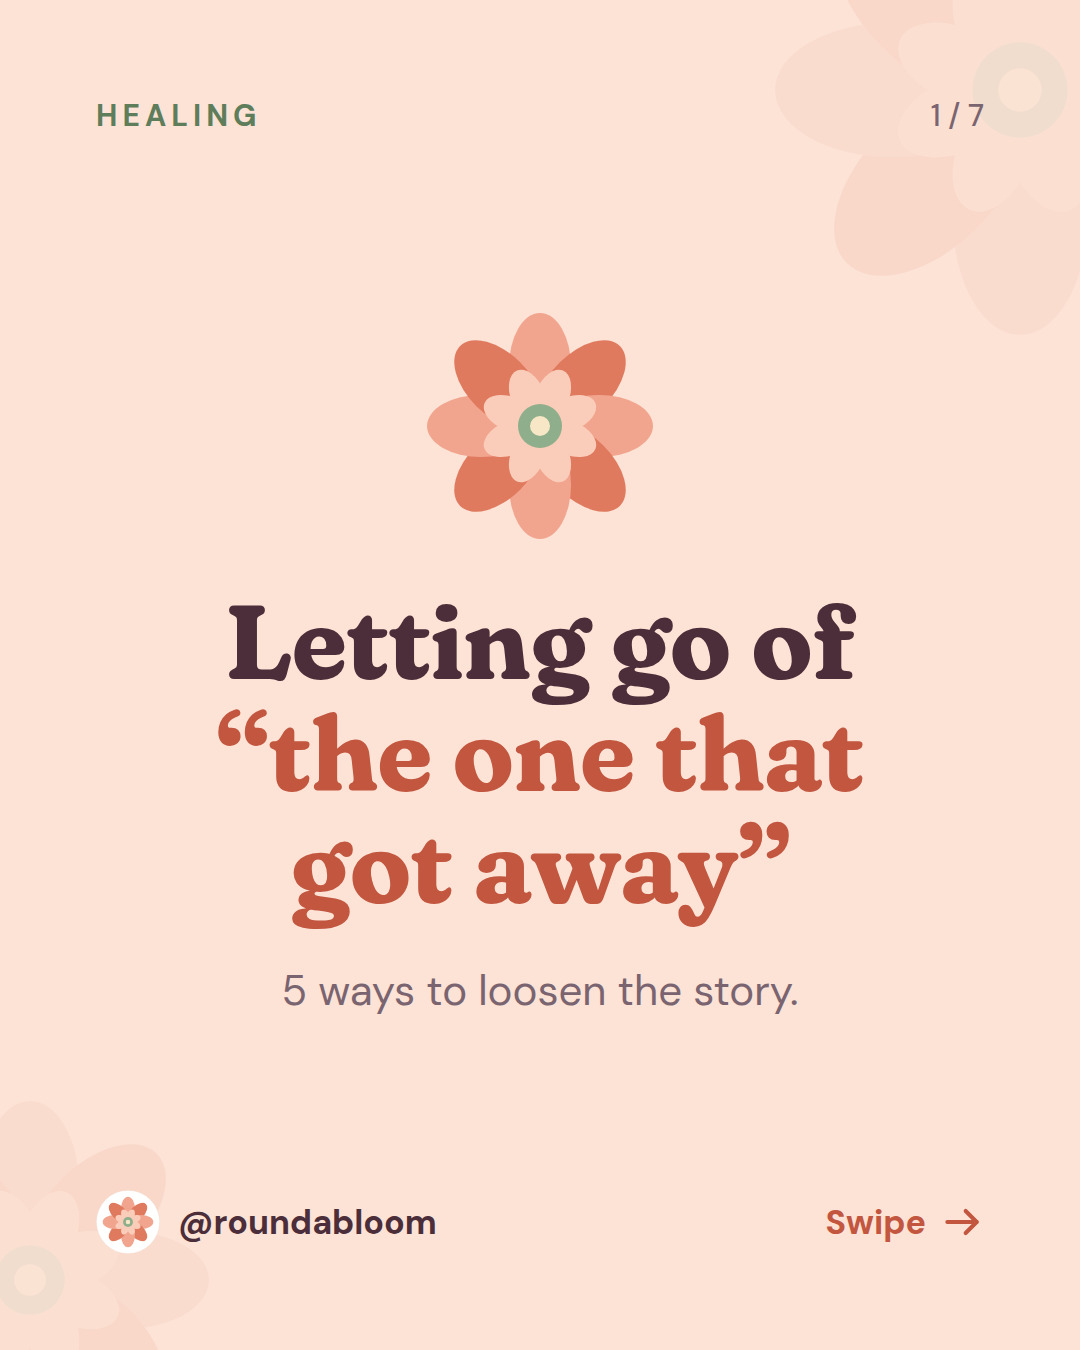 HEALING
1 / 7
Letting go of
“the one that
got away”
5 ways to loosen the story.
@roundabloom
Swipe →